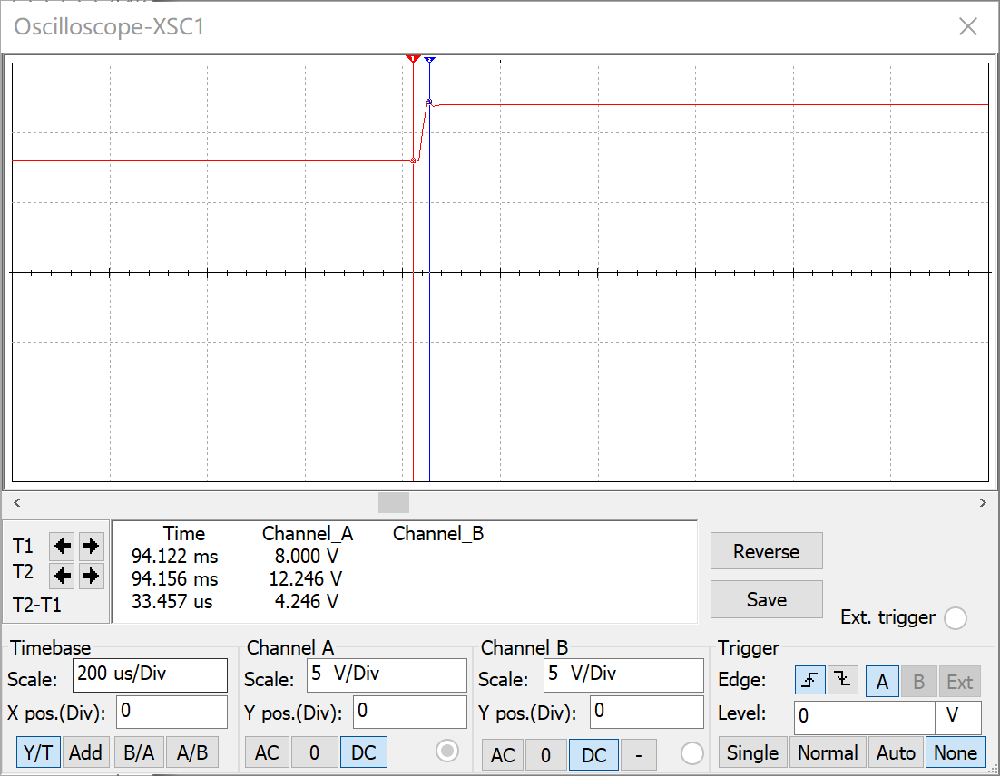 Oscilloscope-XSC1
1 2
Time Channel_A Channel_B
T1 94.122 ms 8.000 V
T2 94.156 ms 12.246 V
T2-T1 33.457 us 4.246 V
Reverse
Save
Ext. trigger
Timebase
Scale: 200 us/Div
X pos.(Div): 0
Y/T Add B/A A/B
Channel A
Scale: 5 V/Div
Y pos.(Div): 0
AC 0 DC
Channel B
Scale: 5 V/Div
Y pos.(Div): 0
AC 0 DC -
Trigger
Edge: A B Ext
Level: 0 V
Single Normal Auto None